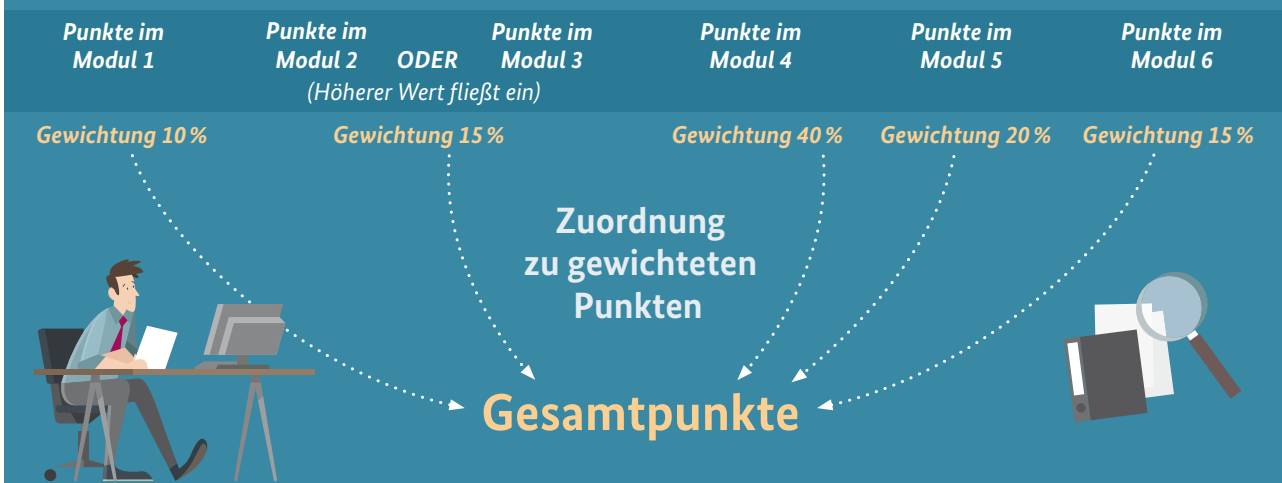 Punkte im
Modul 1
Punkte im
Modul 2 ODER
Punkte im
Modul 3
(Höherer Wert fließt ein)
Punkte im
Modul 4
Punkte im
Modul 5
Punkte im
Modul 6
Gewichtung 10 %
Gewichtung 15 %
Gewichtung 40 %
Gewichtung 20 %
Gewichtung 15 %
Zuordnung
zu gewichteten
Punkten
Gesamtpunkte